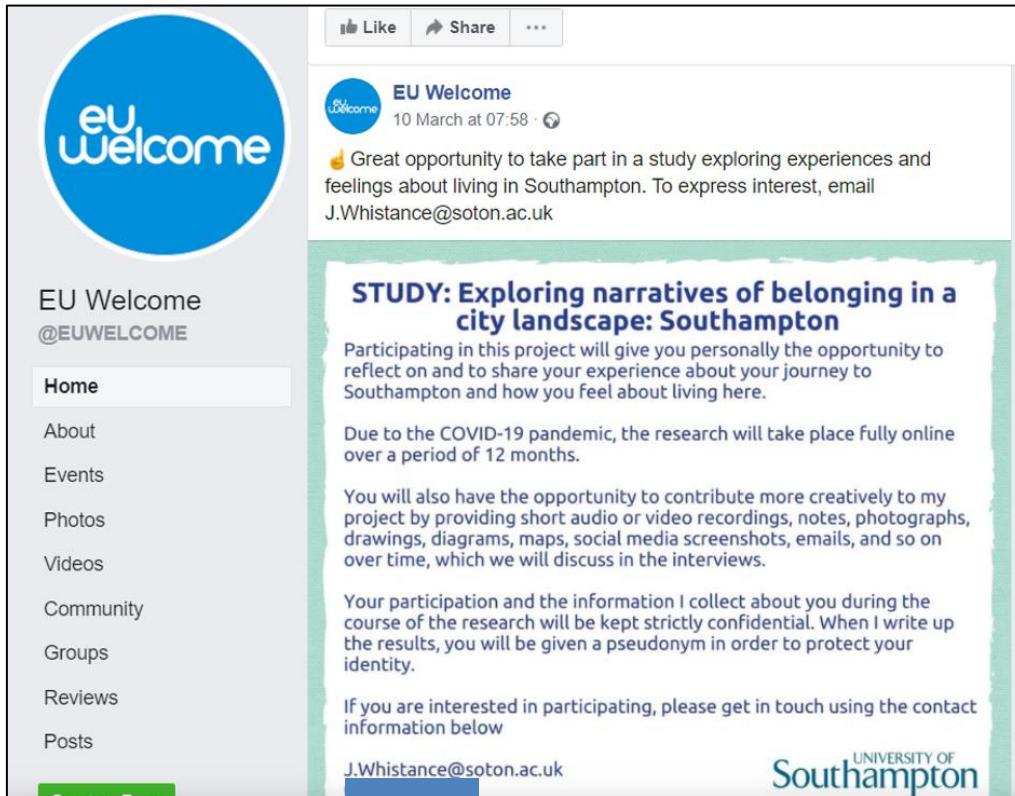 eu
welcome
EU Welcome
@EUWELCOME
Home
About
Events
Photos
Videos
Community
Groups
Reviews
Posts
Like Share ...
eu
welcome
EU Welcome
10 March at 07:58 ·
Great opportunity to take part in a study exploring experiences and
feelings about living in Southampton. To express interest, email
J.Whistance@soton.ac.uk
STUDY: Exploring narratives of belonging in a
city landscape: Southampton
Participating in this project will give you personally the opportunity to
reflect on and to share your experience about your journey to
Southampton and how you feel about living here.
Due to the COVID-19 pandemic, the research will take place fully online
over a period of 12 months.
You will also have the opportunity to contribute more creatively to my
project by providing short audio or video recordings, notes, photographs,
drawings, diagrams, maps, social media screenshots, emails, and so on
over time, which we will discuss in the interviews.
Your participation and the information I collect about you during the
course of the research will be kept strictly confidential. When I write up
the results, you will be given a pseudonym in order to protect your
identity.
If you are interested in participating, please get in touch using the contact
information below
J.Whistance@soton.ac.uk
UNIVERSITY OF
Southampton